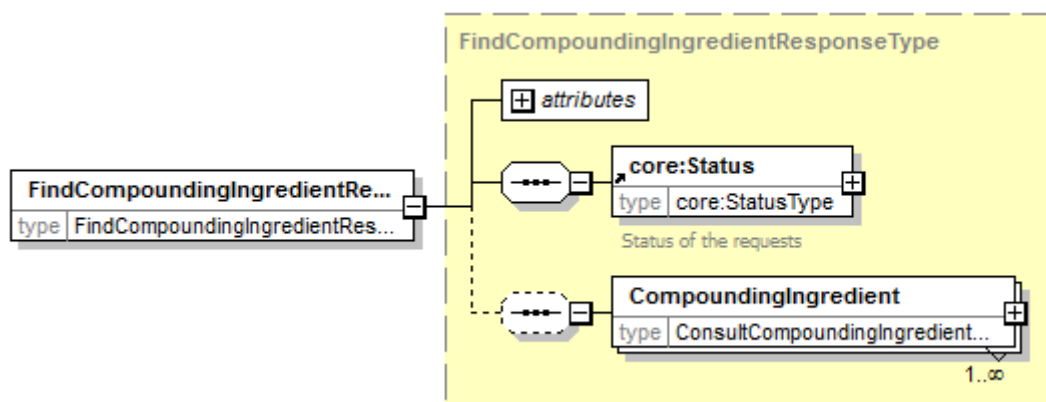 FindCompoundingIngredientResponseType
attributes
core:Status
type core:StatusType
Status of the requests
FindCompoundingIngredientRe...
type FindCompoundingIngredientRes...
CompoundingIngredient
type ConsultCompoundingIngredient...
1..∞